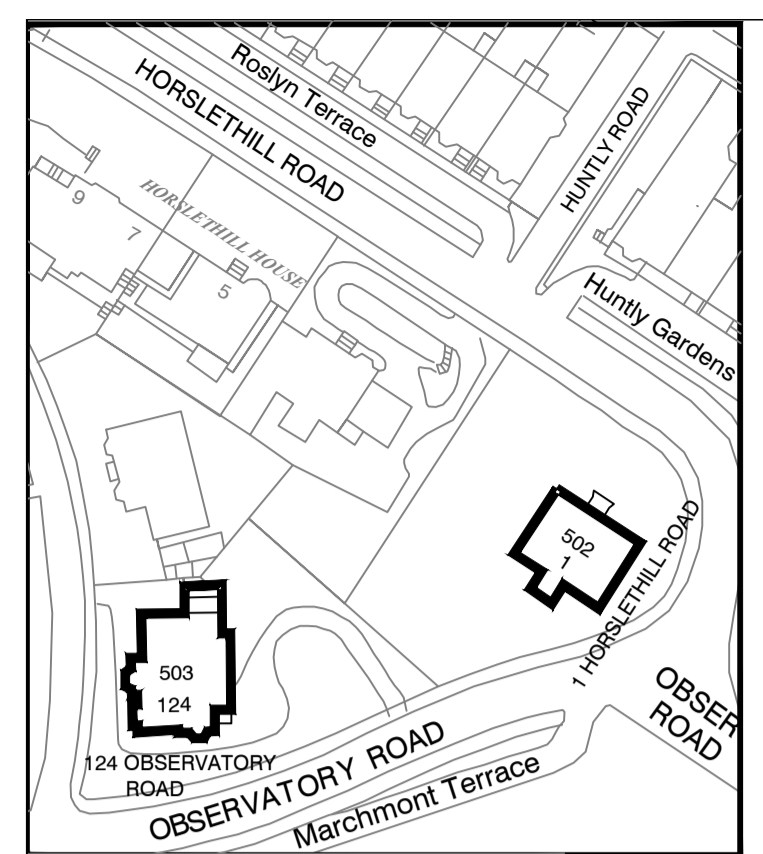 Roslyn Terrace
HORSLETHILL ROAD
HUNTLY ROAD
HORSLETHILL HOUSE
9
7
5
Huntly Gardens
502
1
1 HORSLETHILL ROAD
503
124
124 OBSERVATORY
ROAD
OBSERVATORY ROAD
Marchmont Terrace
OBSER
ROAD